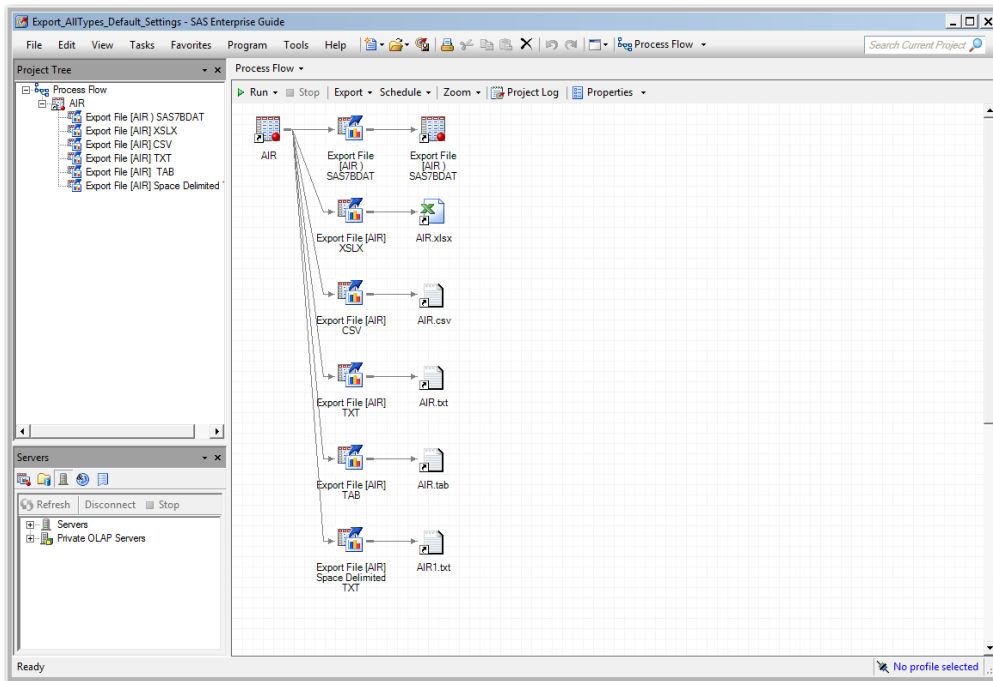 Export_AllTypes_Default_Settings - SAS Enterprise Guide
File Edit View Tasks Favorites Program Tools Help Process Flow Search Current Project
Project Tree
Process Flow
AIR
Export File [AIR ) SAS7BDAT
Export File [AIR] XSLX
Export File [AIR] CSV
Export File [AIR] TXT
Export File [AIR] TAB
Export File [AIR] Space Delimited
Servers
Refresh Disconnect Stop
Servers
Private OLAP Servers
Process Flow
Run Stop Export Schedule Zoom Project Log Properties
AIR
Export File
[AIR )
SAS7BDAT
Export File
[AIR )
SAS7BDAT
Export File [AIR]
XSLX
AIR.xlsx
Export File [AIR]
CSV
AIR.csv
Export File [AIR]
TXT
AIR.txt
Export File [AIR]
TAB
AIR.tab
Export File [AIR]
Space Delimited
TXT
AIR1.txt
Ready
No profile selected